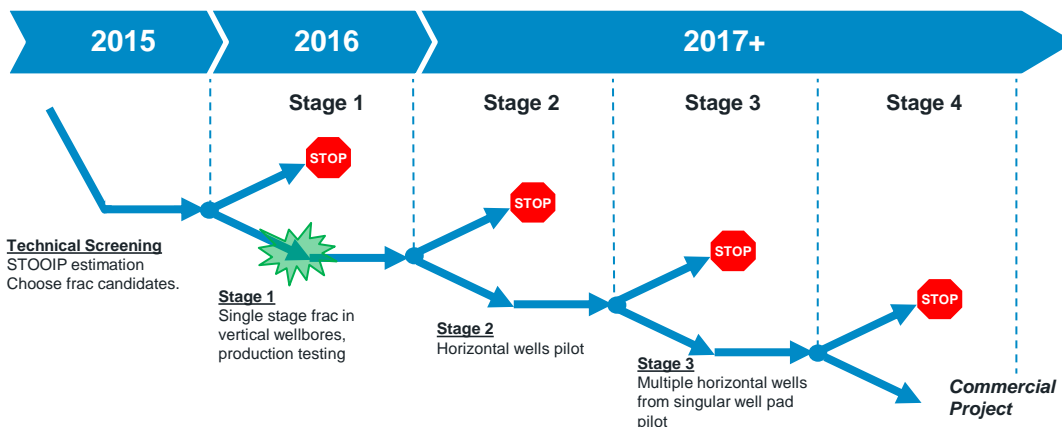 2015
2016
2017+
Stage 1
Stage 2
Stage 3
Stage 4
STOP
STOP
STOP
STOP
Technical Screening
STOOIP estimation
Choose frac candidates.
Stage 1
Single stage frac in
vertical wellbores,
production testing
Stage 2
Horizontal wells pilot
Stage 3
Multiple horizontal wells
from singular well pad
pilot
Commercial
Project